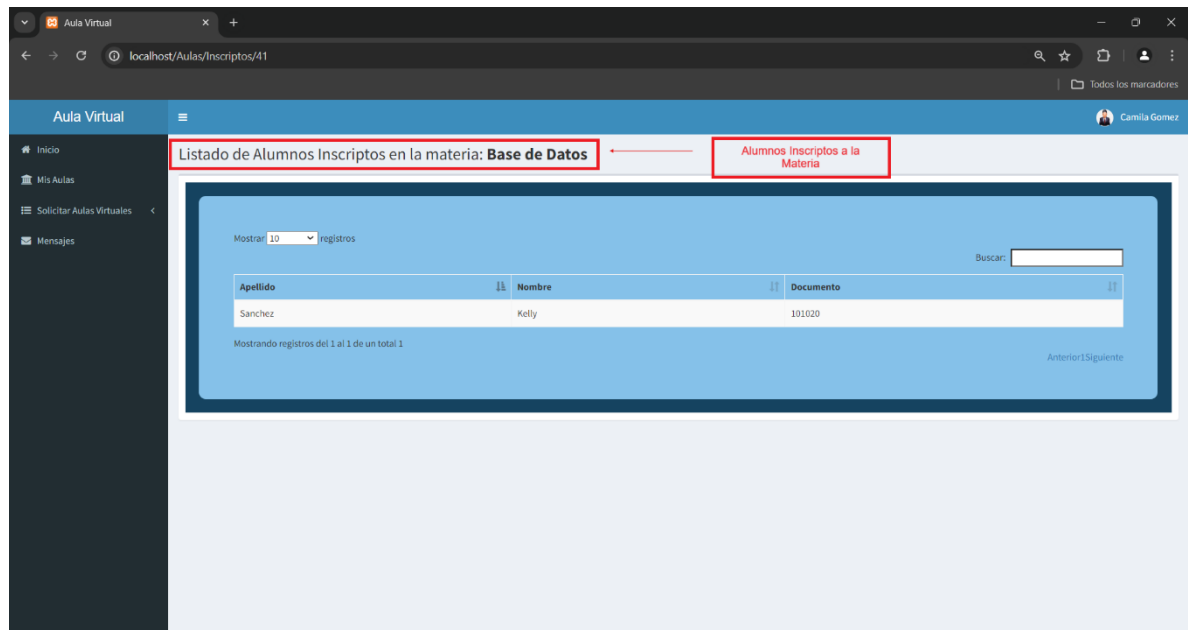 Aula Virtual
localhost/Aulas/Inscriptos/41
Todos los marcadores
Aula Virtual
Camila Gomez
Inicio
Mis Aulas
Solicitar Aulas Virtuales
Mensajes
Listado de Alumnos Inscriptos en la materia: Base de Datos
Alumnos Inscriptos a la
Materia
Mostrar 10 registros
Buscar:
Apellido Nombre Documento
Sanchez Kelly 101020
Mostrando registros del 1 al 1 de un total 1
Anterior1Siguiente